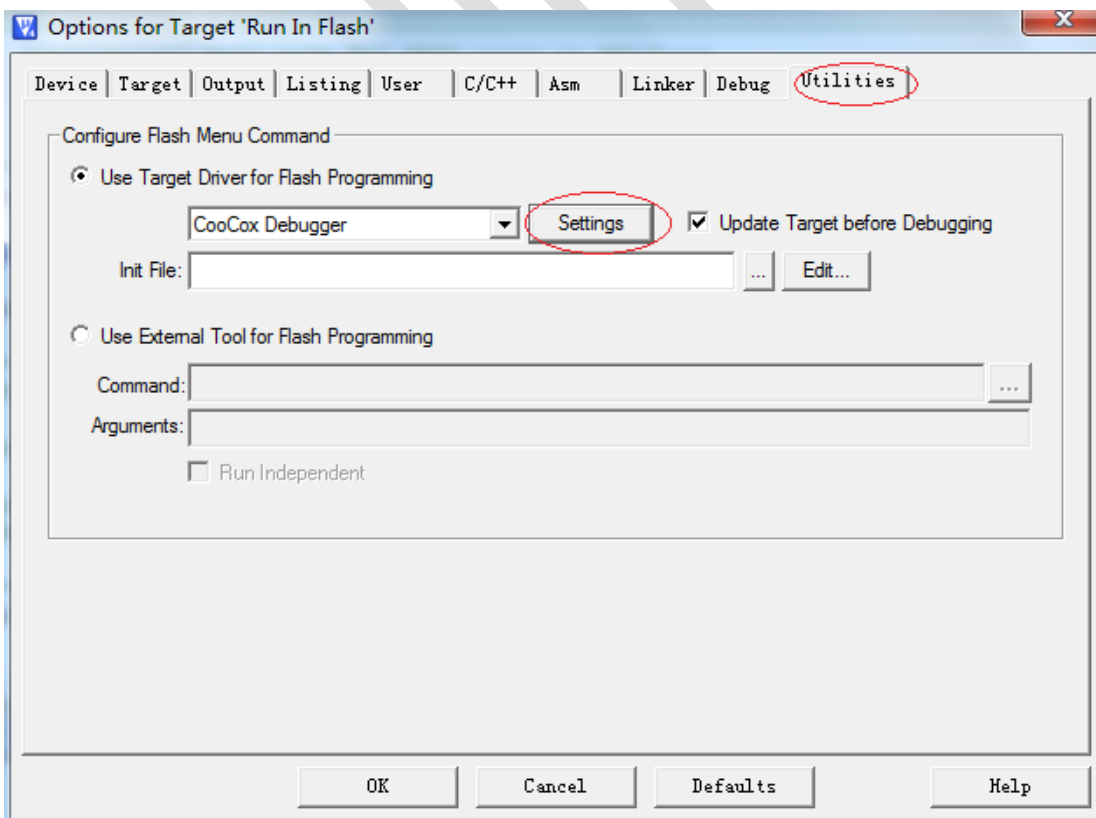 Options for Target 'Run In Flash'
Device Target Output Listing User C/C++ Asm Linker Debug Utilities
Configure Flash Menu Command
Use Target Driver for Flash Programming
CooCox Debugger Settings Update Target before Debugging
Init File: ... Edit...
Use External Tool for Flash Programming
Command: ...
Arguments:
Run Independent
OK Cancel Defaults Help